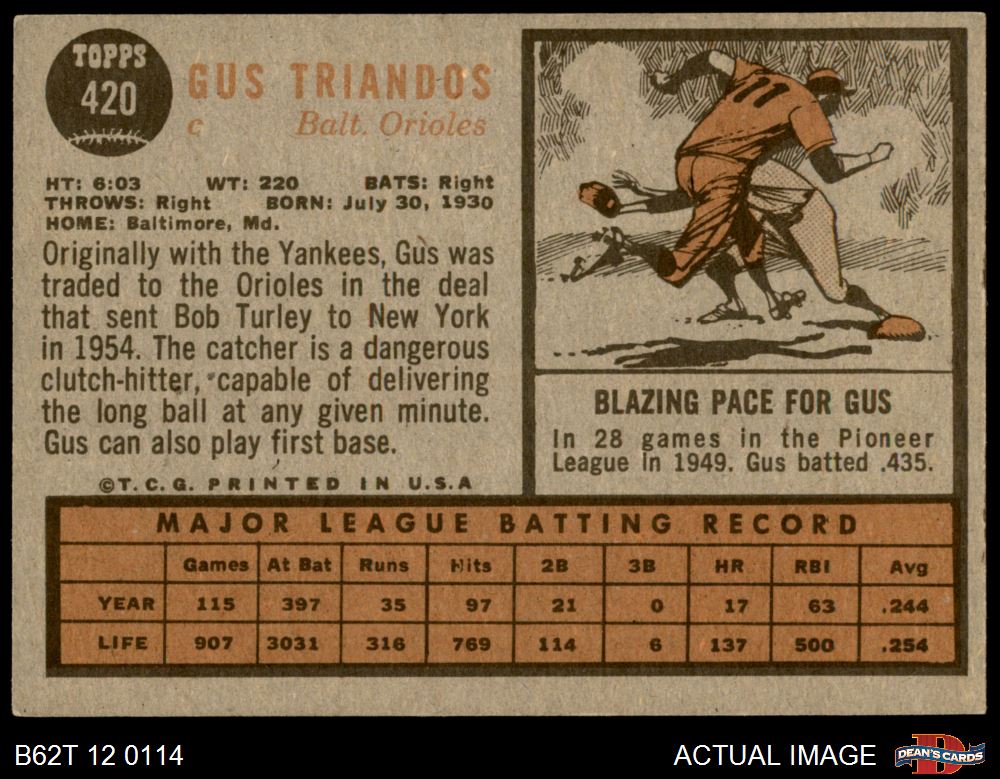 TOPPS
420
GUS TRIANDOS
c Balt. Orioles
HT: 6:03 WT: 220 BATS: Right
THROWS: Right BORN: July 30, 1930
HOME: Baltimore, Md.
Originally with the Yankees, Gus was
traded to the Orioles in the deal
that sent Bob Turley to New York
in 1954. The catcher is a dangerous
clutch-hitter, capable of delivering
the long ball at any given minute.
Gus can also play first base.
©T.C.G. PRINTED IN U.S.A
11
BLAZING PACE FOR GUS
In 28 games in the Pioneer
League in 1949. Gus batted .435.
MAJOR LEAGUE BATTING RECORD
Games At Bat Runs Hits 2B 3B HR RBI Avg
YEAR 115 397 35 97 21 0 17 63 .244
LIFE 907 3031 316 769 114 6 137 500 .254
B62T 12 0114
ACTUAL IMAGE
DEAN'S CARDS